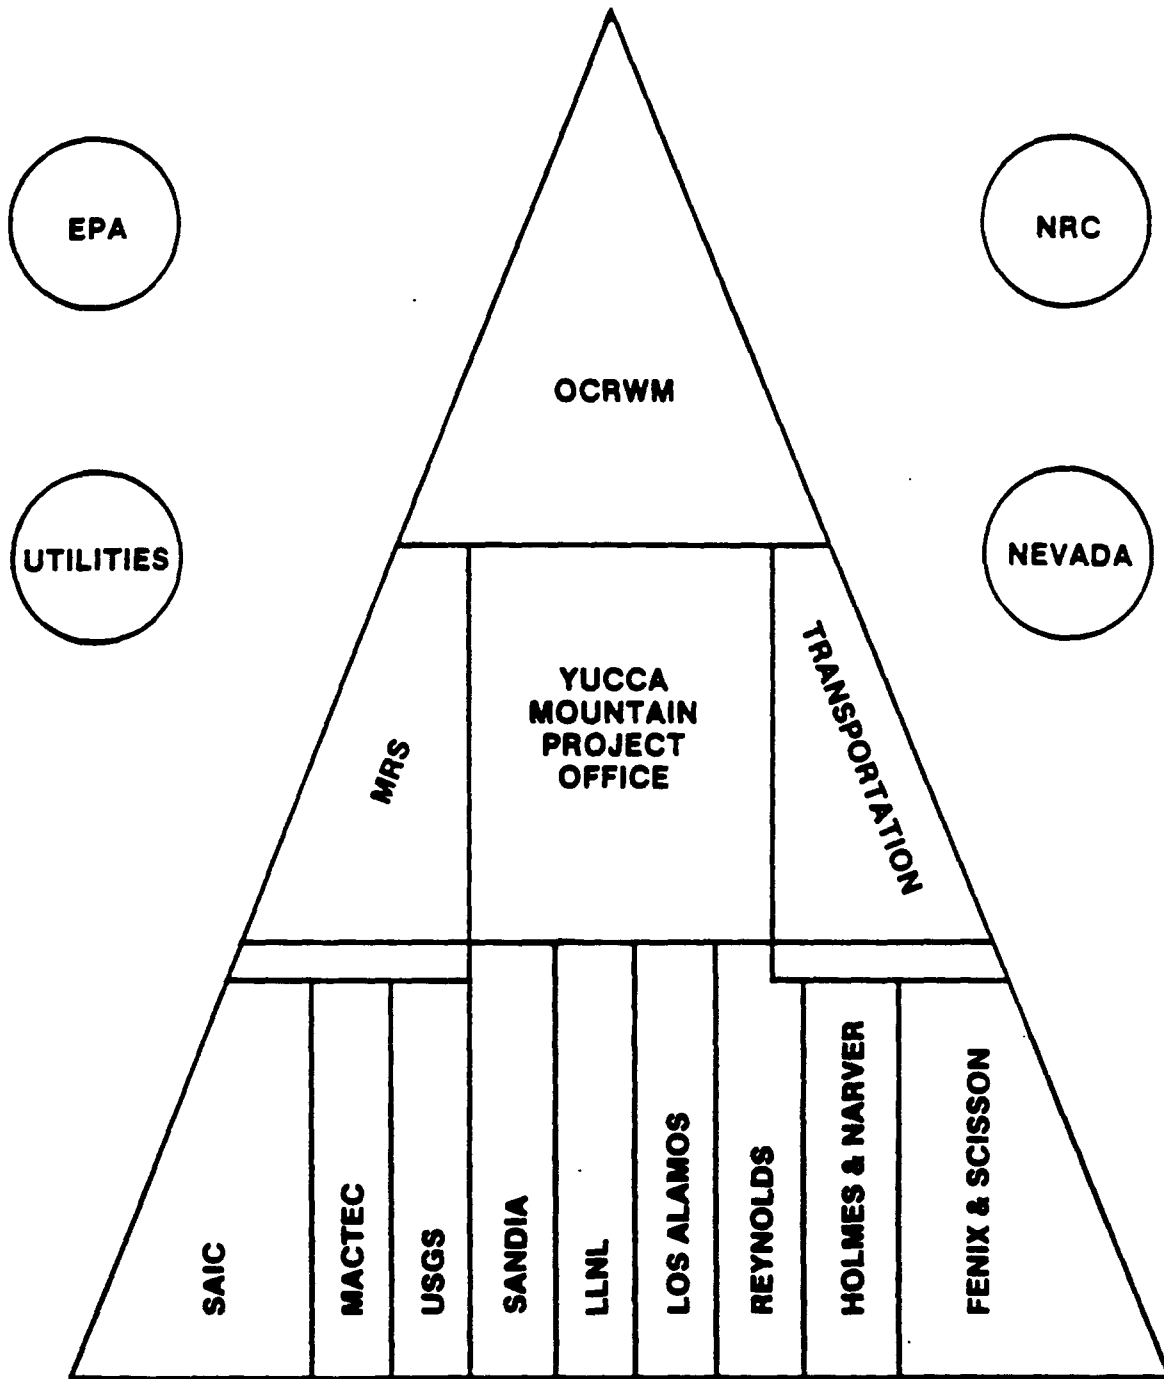 EPA
NRC
OCRWM
UTILITIES
NEVADA
YUCCA
MOUNTAIN
PROJECT
OFFICE
MRS
TRANSPORTATION
SAIC
MACTEC
USGS
SANDIA
LLNL
LOS ALAMOS
REYNOLDS
HOLMES & NARVER
FENIX & SCISSON